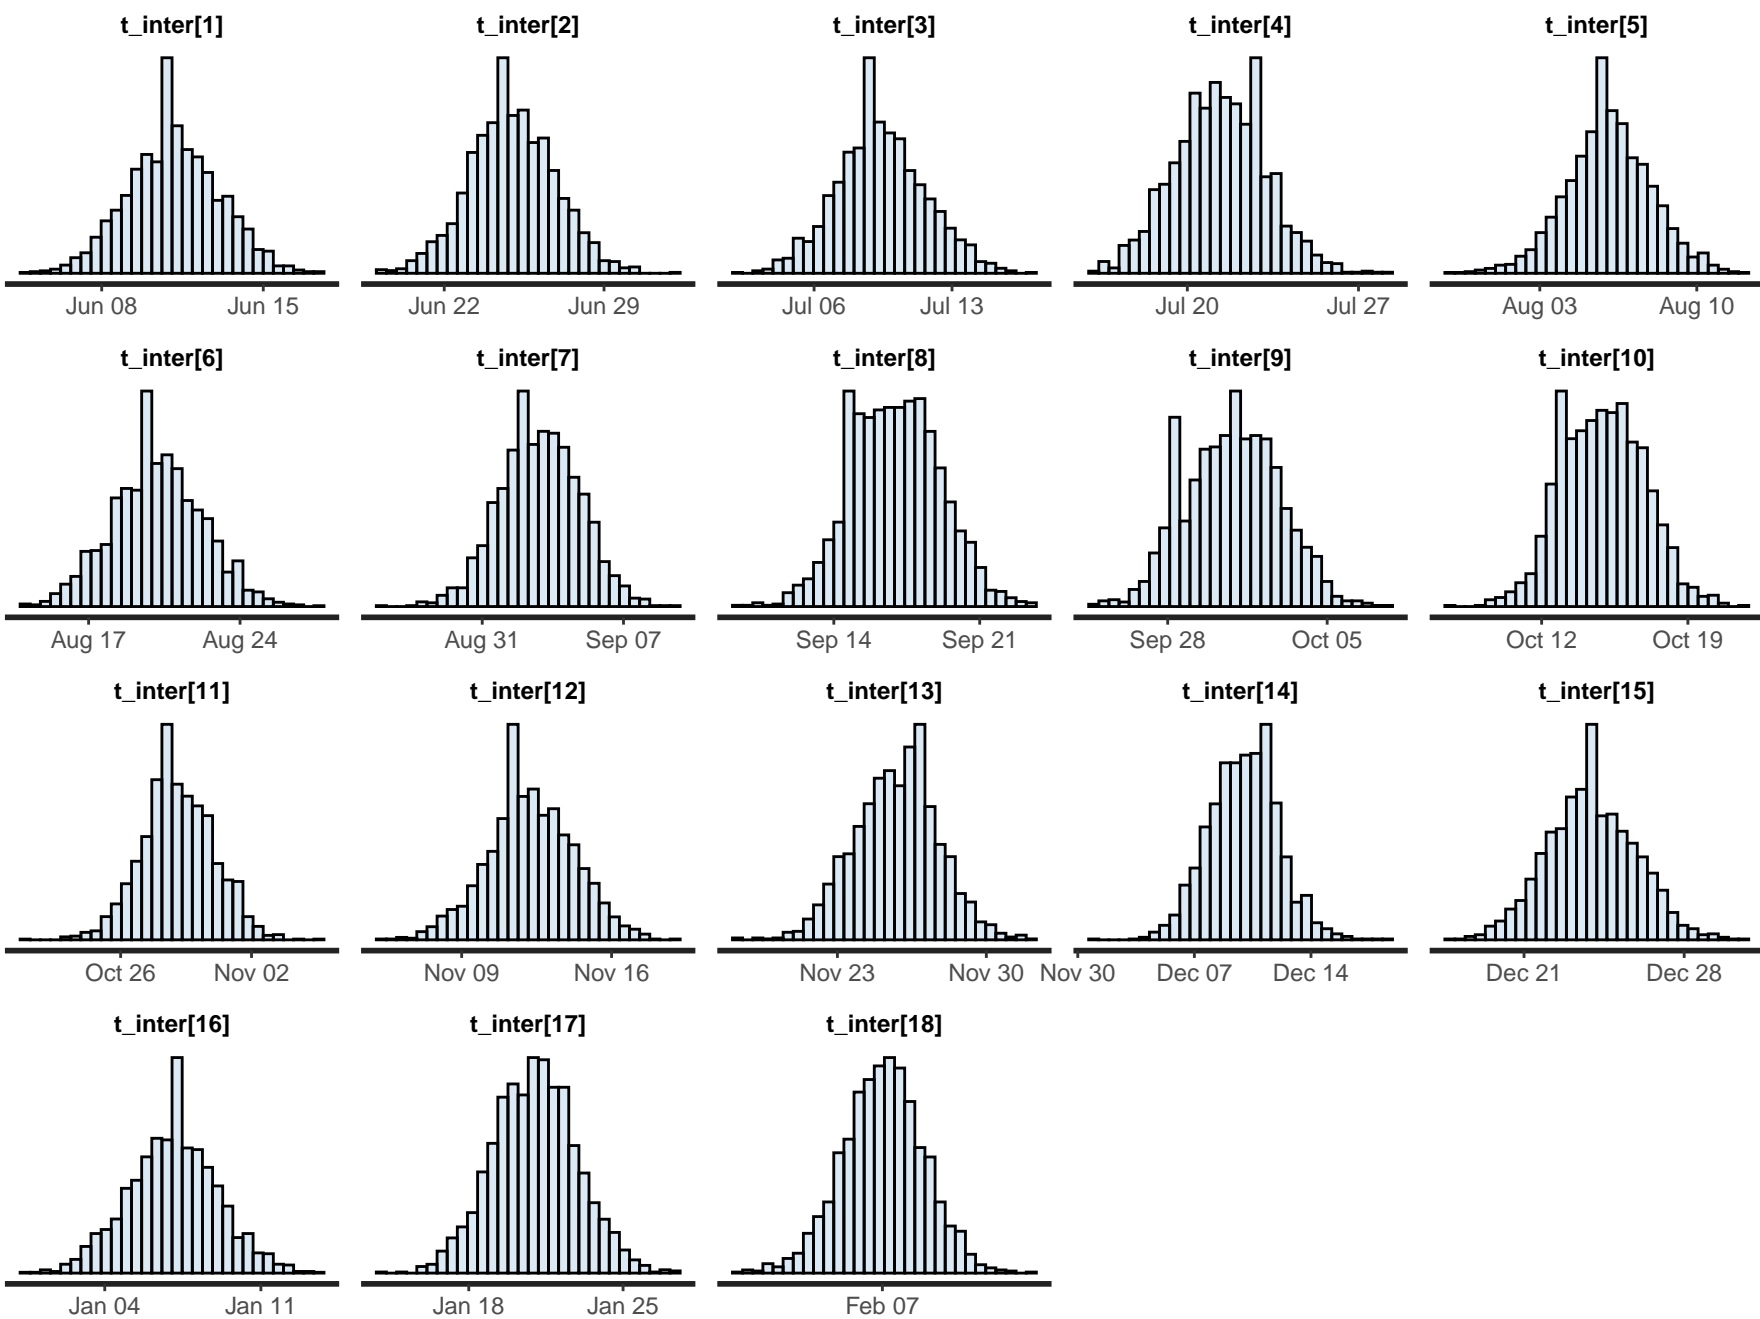 t_inter[1] t_inter[2] t_inter[3] t_inter[4] t_inter[5]
Jun 08 Jun 15 Jun 22 Jun 29 Jul 06 Jul 13 Jul 20 Jul 27 Aug 03 Aug 10
t_inter[6] t_inter[7] t_inter[8] t_inter[9] t_inter[10]
Aug 17 Aug 24 Aug 31 Sep 07 Sep 14 Sep 21 Sep 28 Oct 05 Oct 12 Oct 19
t_inter[11] t_inter[12] t_inter[13] t_inter[14] t_inter[15]
Oct 26 Nov 02 Nov 09 Nov 16 Nov 23 Nov 30 Nov 30 Dec 07 Dec 14 Dec 21 Dec 28
t_inter[16] t_inter[17] t_inter[18]
Jan 04 Jan 11 Jan 18 Jan 25 Feb 07